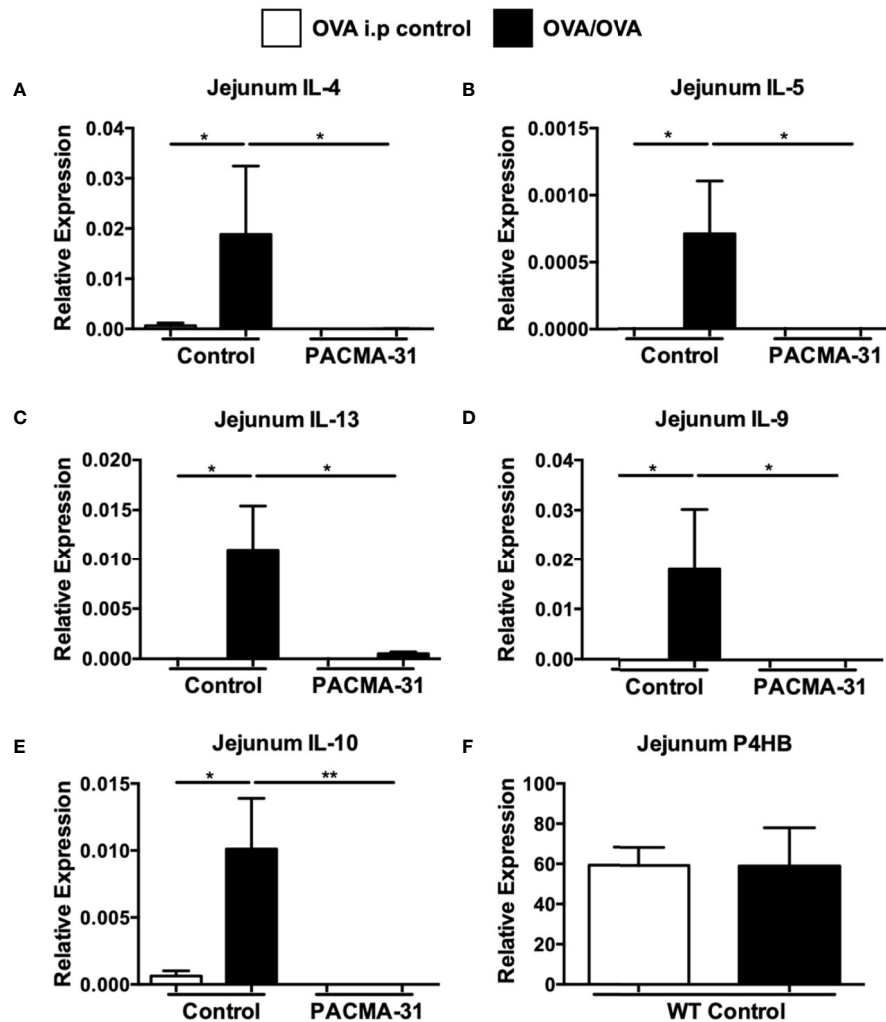 OVA i.p control OVA/OVA
A Jejunum IL-4
Relative Expression
0.04
0.03
0.02
0.01
0.00
* *
Control PACMA-31
B Jejunum IL-5
Relative Expression
0.0015
0.0010
0.0005
0.0000
* *
Control PACMA-31
C Jejunum IL-13
Relative Expression
0.020
0.015
0.010
0.005
0.000
* *
Control PACMA-31
D Jejunum IL-9
Relative Expression
0.04
0.03
0.02
0.01
0.00
* *
Control PACMA-31
E Jejunum IL-10
Relative Expression
0.015
0.010
0.005
0.000
* **
Control PACMA-31
F Jejunum P4HB
Relative Expression
100
80
60
40
20
0
WT Control